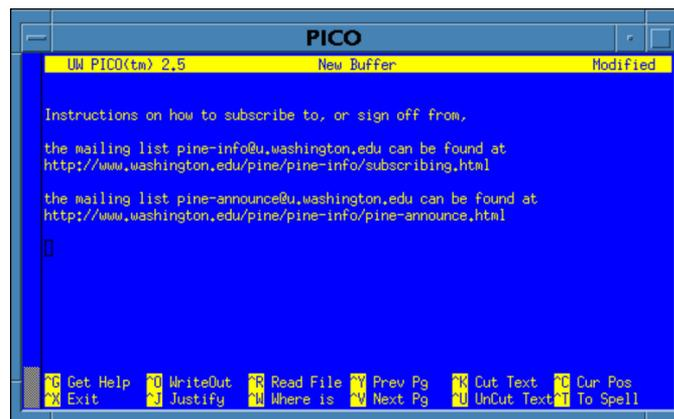 PICO
UW PICO(tm) 2.5 New Buffer Modified
Instructions on how to subscribe to, or sign off from,
the mailing list pine-info@u.washington.edu can be found at
http://www.washington.edu/pine/pine-info/subscribing.html
the mailing list pine-announce@u.washington.edu can be found at
http://www.washington.edu/pine/pine-info/pine-announce.html
^G Get Help ^O WriteOut ^R Read File ^Y Prev Pg ^K Cut Text ^C Cur Pos
^X Exit ^J Justify ^W Where is ^V Next Pg ^U UnCut Text ^T To Spell